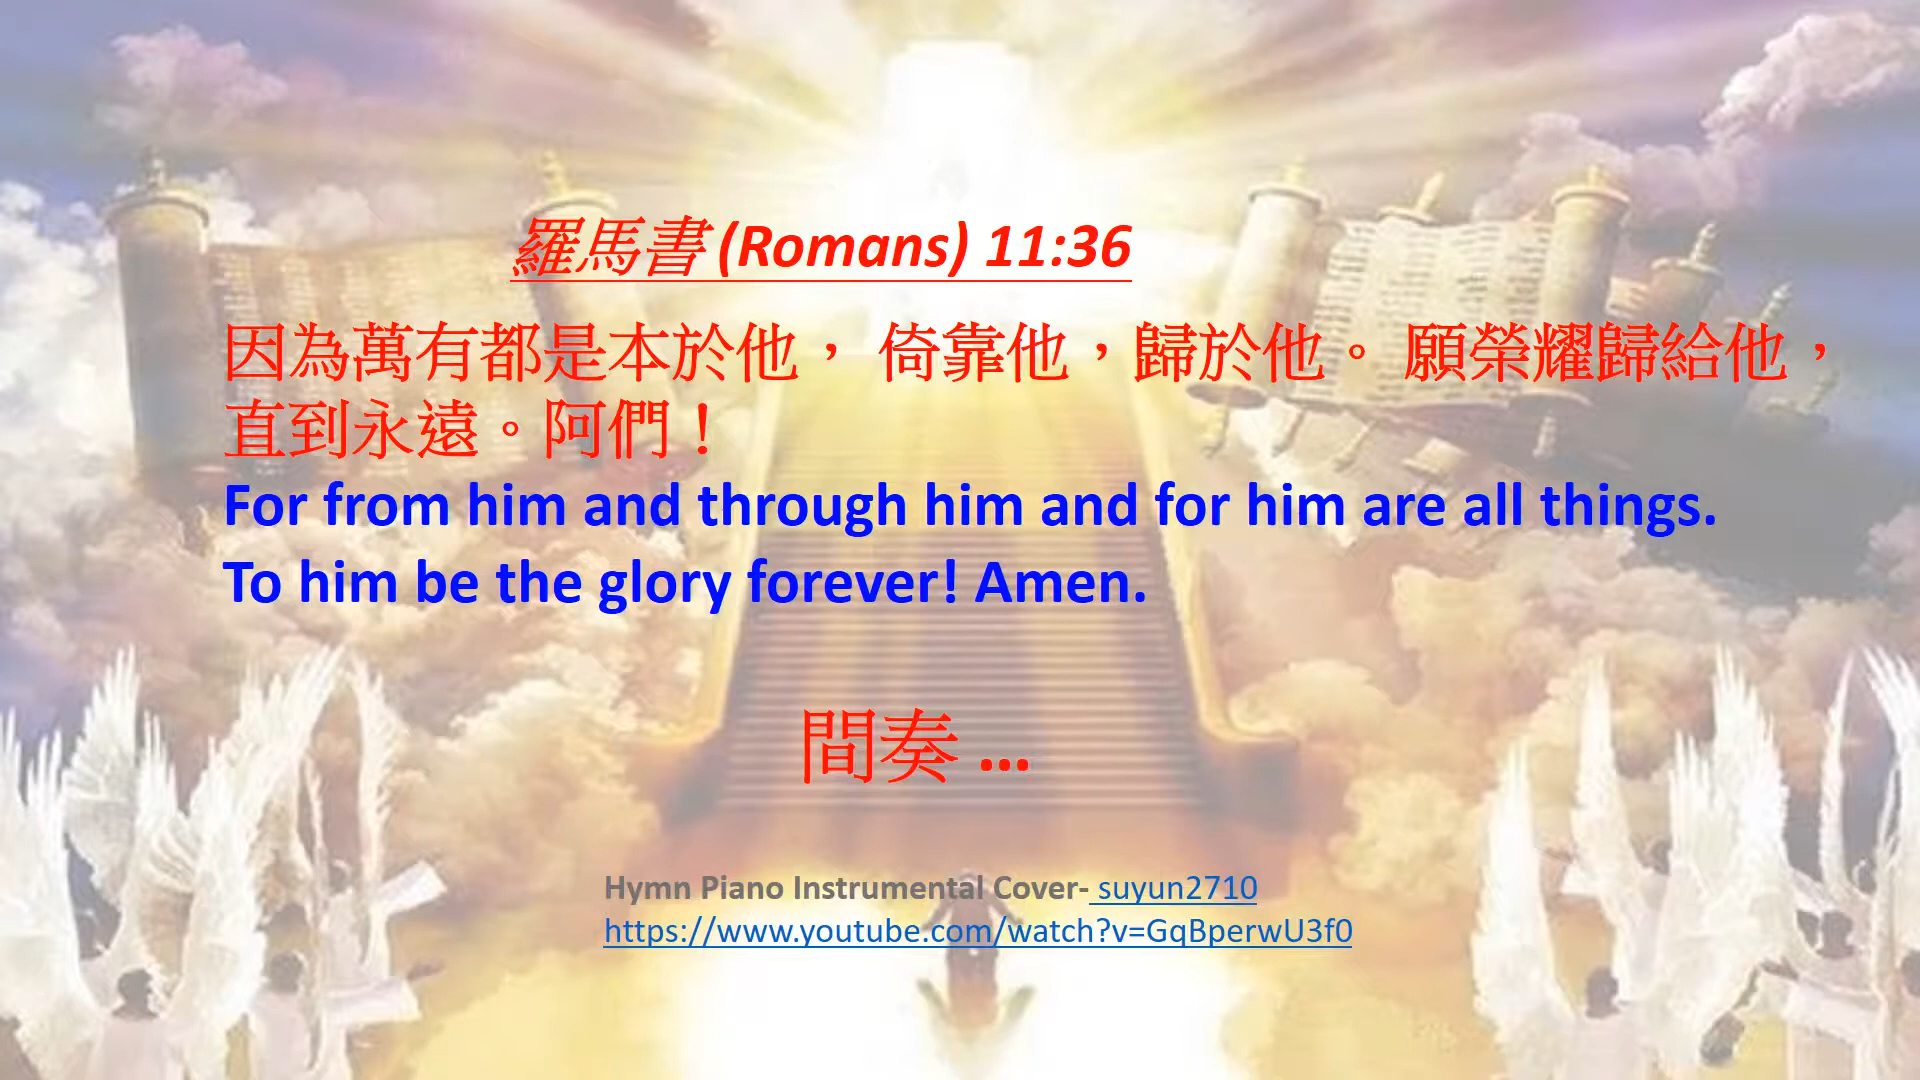 羅馬書 (Romans) 11:36
因為萬有都是本於他， 倚靠他，歸於他。 願榮耀歸給他，
直到永遠。阿們！
For from him and through him and for him are all things.
To him be the glory forever! Amen.
間奏 ...
Hymn Piano Instrumental Cover- suyun2710
https://www.youtube.com/watch?v=GqBperwU3f0